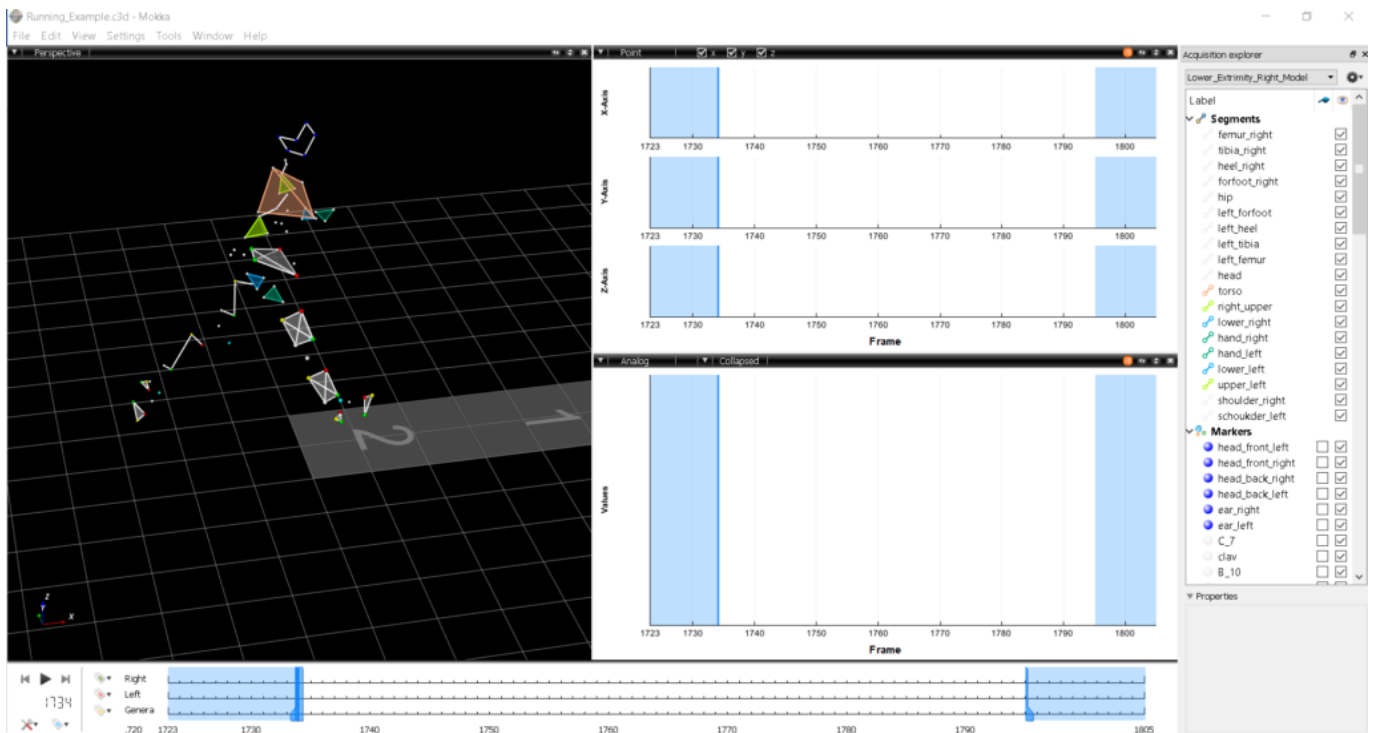 Running_Example.c3d - Mokka
File Edit View Settings Tools Window Help
Perspective
2
1
z
x
Point x y z
X-Axis
1723 1730 1740 1750 1760 1770 1780 1790 1800
Y-Axis
1723 1730 1740 1750 1760 1770 1780 1790 1800
Z-Axis
1723 1730 1740 1750 1760 1770 1780 1790 1800
Frame
Analog Collapsed
Values
1723 1730 1740 1750 1760 1770 1780 1790 1800
Frame
Acquisition explorer
Lower_Extrimity_Right_Model
Label
Segments
femur_right
tibia_right
heel_right
forfoot_right
hip
left_forfoot
left_heel
left_tibia
left_femur
head
torso
right_upper
lower_right
hand_right
hand_left
lower_left
upper_left
shoulder_right
schoukder_left
Markers
head_front_left
head_front_right
head_back_right
head_back_left
ear_right
ear_left
C_7
clav
B_10
Properties
1734
Right
Left
Genera
.720 1723 1730 1740 1750 1760 1770 1780 1790 1805